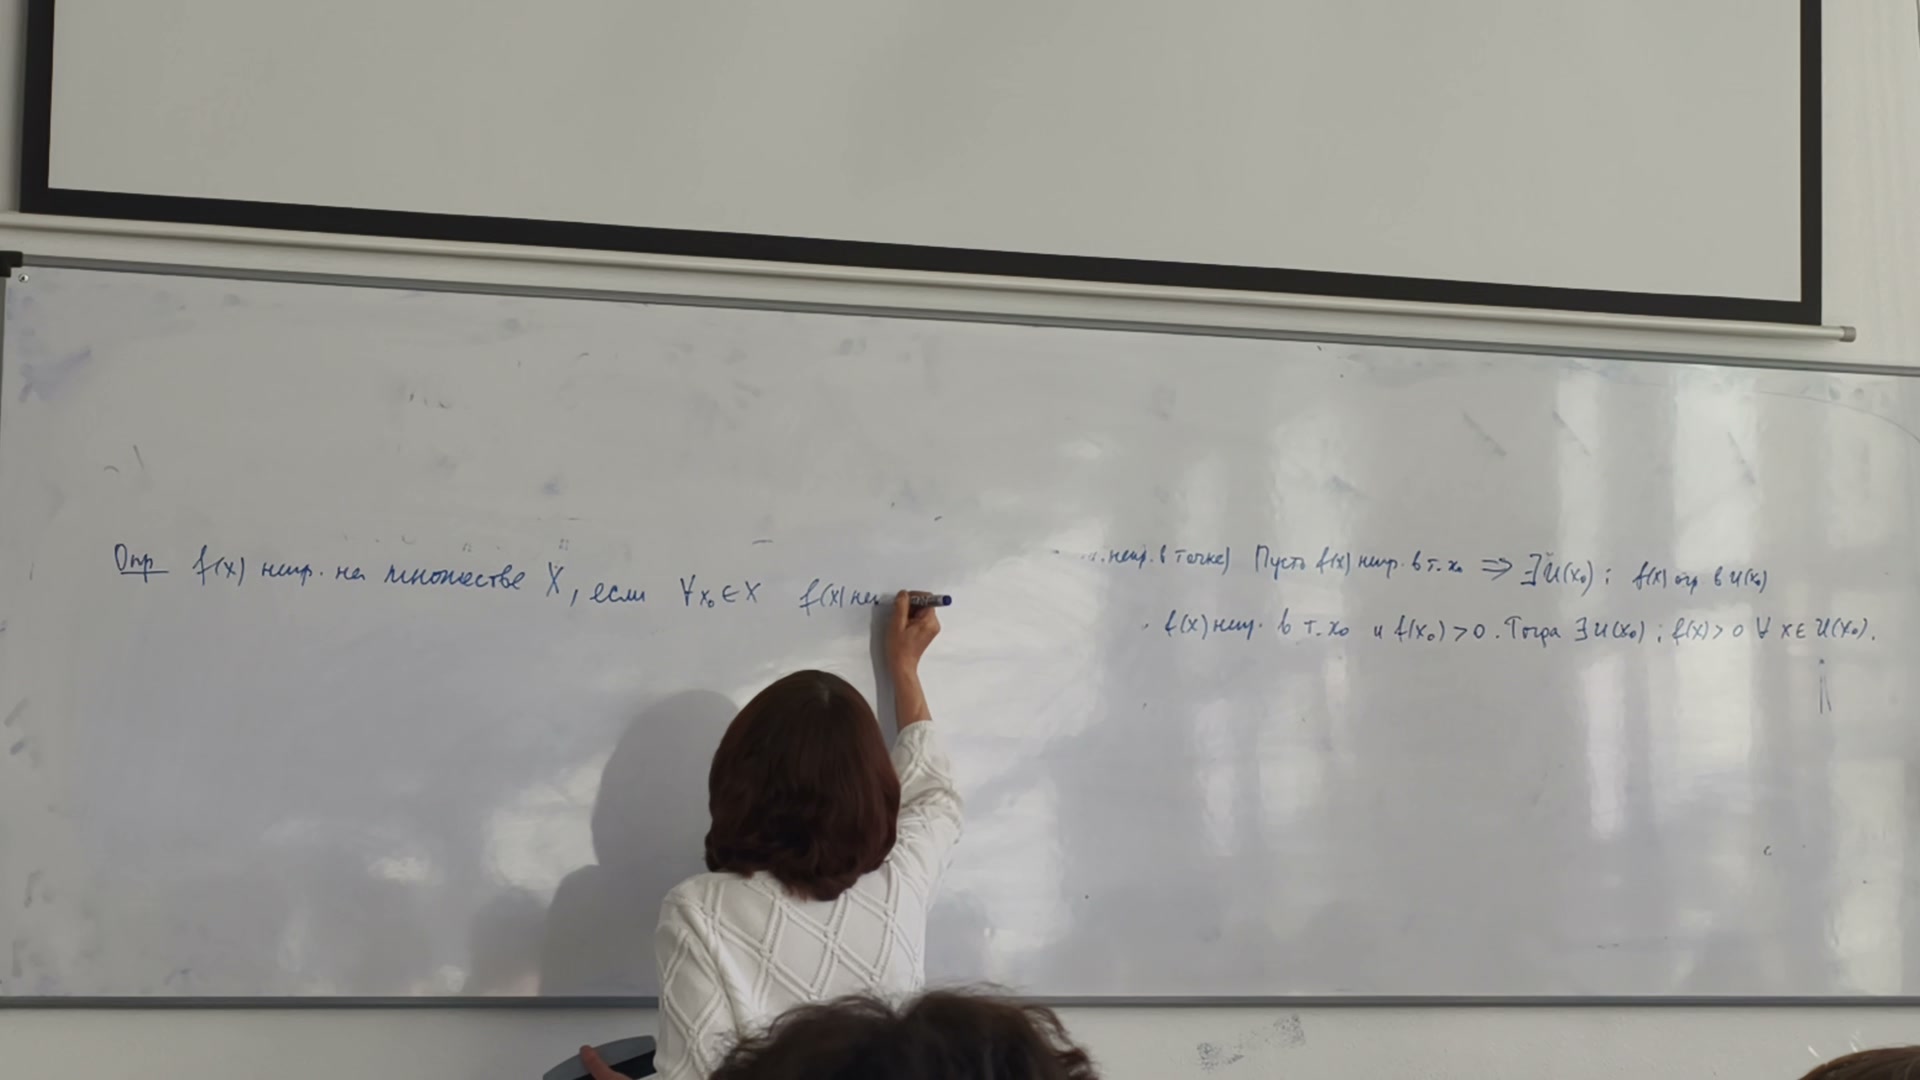 Опр f(x) непр. на множестве X, если ∀x₀∈X f(x) не
непр. в точке) Пусть f(x) непр. в т. x₀ ⇒ ∃U(x₀) : f(x) огр в U(x₀)
f(x) непр. в т. x₀ и f(x₀)>0. Тогда ∃U(x₀) : f(x)>0 ∀ x∈U(x₀).